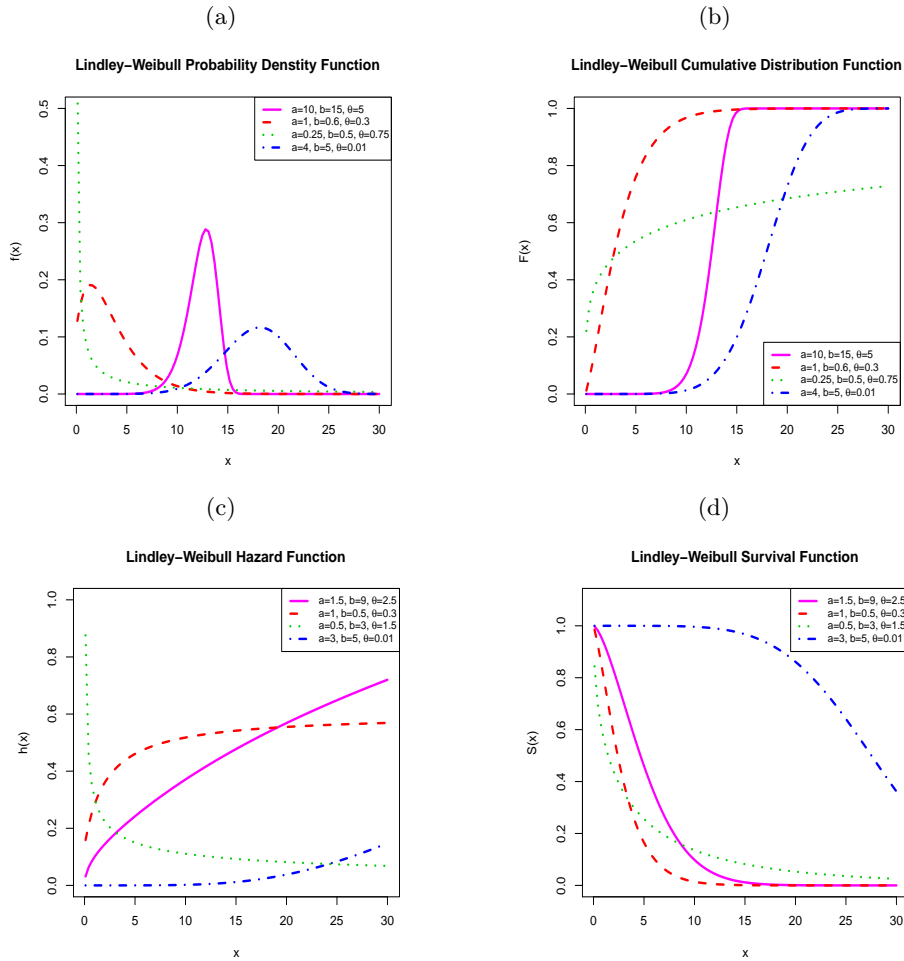 (a)
Lindley−Weibull Probability Denstity Function
0.5
0.4
0.3
0.2
0.1
0.0
f(x)
a=10, b=15, θ=5
a=1, b=0.6, θ=0.3
a=0.25, b=0.5, θ=0.75
a=4, b=5, θ=0.01
0 5 10 15 20 25 30
x
(b)
Lindley−Weibull Cumulative Distribution Function
1.0
0.8
0.6
0.4
0.2
0.0
F(x)
a=10, b=15, θ=5
a=1, b=0.6, θ=0.3
a=0.25, b=0.5, θ=0.75
a=4, b=5, θ=0.01
0 5 10 15 20 25 30
x
(c)
Lindley−Weibull Hazard Function
1.0
0.8
0.6
0.4
0.2
0.0
h(x)
a=1.5, b=9, θ=2.5
a=1, b=0.5, θ=0.3
a=0.5, b=3, θ=1.5
a=3, b=5, θ=0.01
0 5 10 15 20 25 30
x
(d)
Lindley−Weibull Survival Function
1.0
0.8
0.6
0.4
0.2
0.0
S(x)
a=1.5, b=9, θ=2.5
a=1, b=0.5, θ=0.3
a=0.5, b=3, θ=1.5
a=3, b=5, θ=0.01
0 5 10 15 20 25 30
x